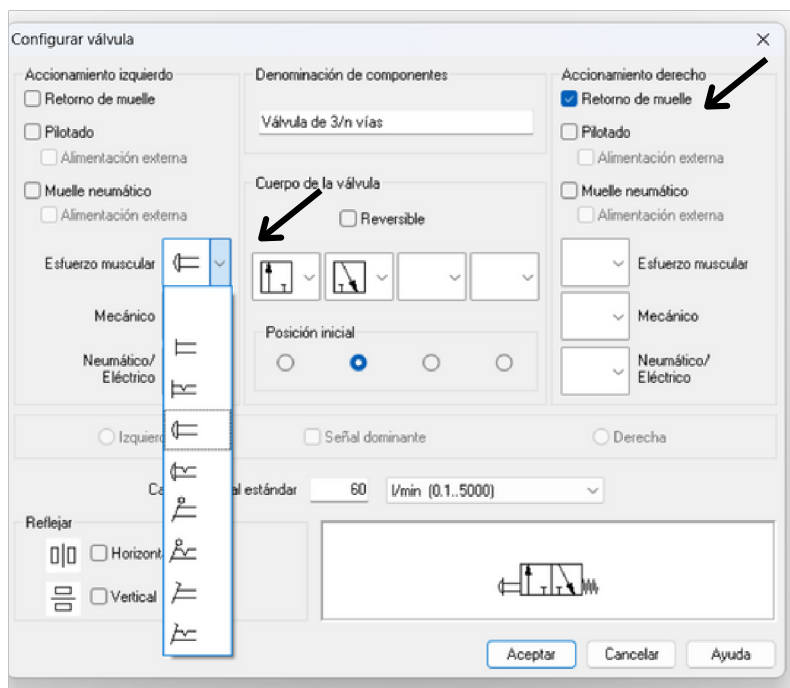 Configurar válvula
Accionamiento izquierdo
Retorno de muelle
Pilotado
Alimentación externa
Muelle neumático
Alimentación externa
Esfuerzo muscular
Mecánico
Neumático/
Eléctrico
Denominación de componentes
Válvula de 3/n vías
Cuerpo de la válvula
Reversible
Posición inicial
Accionamiento derecho
Retorno de muelle
Pilotado
Alimentación externa
Muelle neumático
Alimentación externa
Esfuerzo muscular
Mecánico
Neumático/
Eléctrico
Izquier
Señal dominante
Derecha
Ca
al estándar 60 l/min (0.1..5000)
Reflejar
Horizont
Vertical
Aceptar Cancelar Ayuda